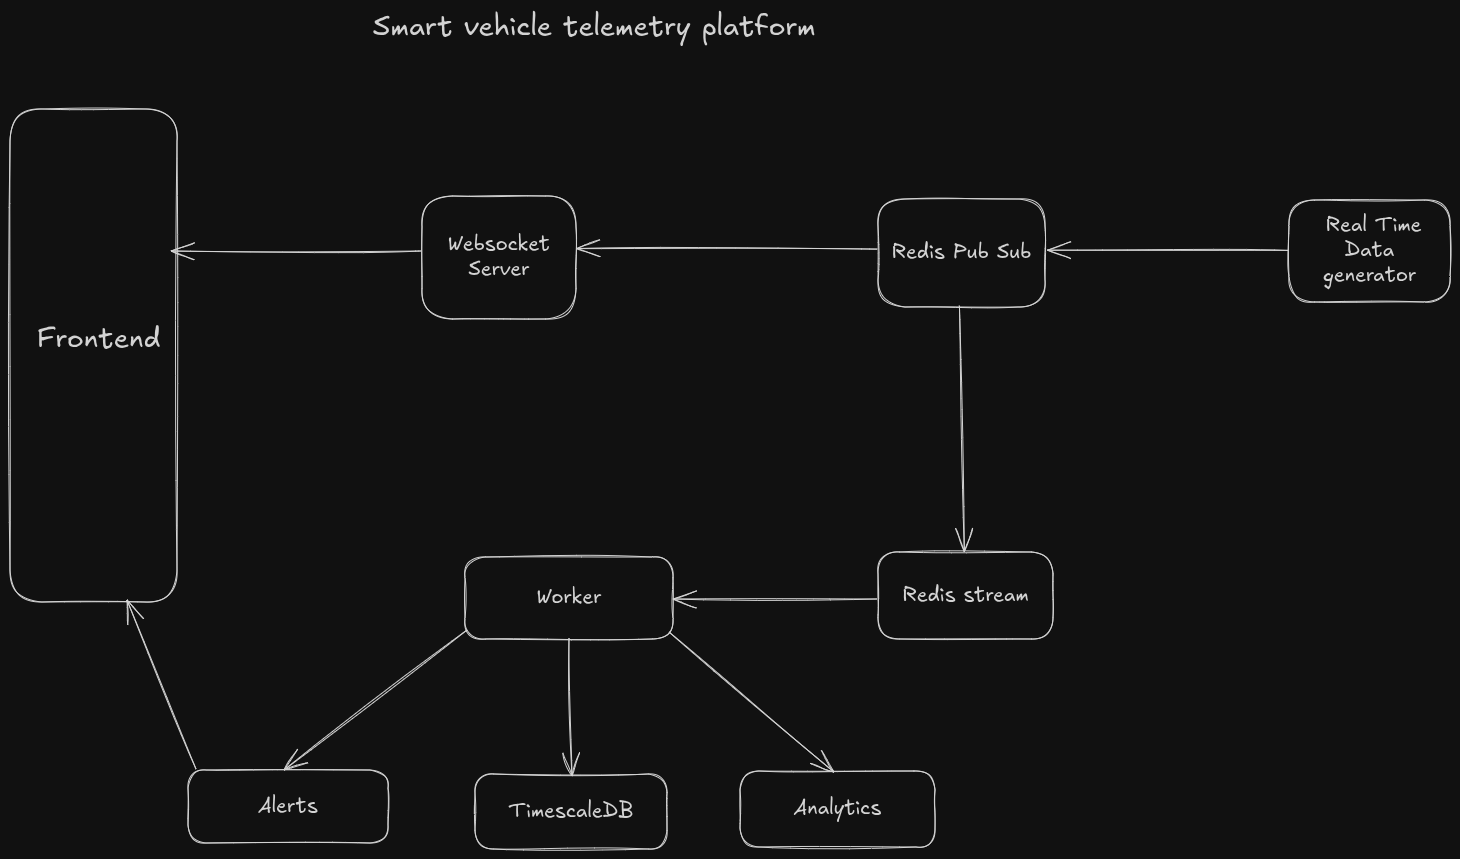 Smart vehicle telemetry platform
Frontend
Websocket
Server
Redis Pub Sub
Real Time
Data
generator
Worker
Redis stream
Alerts
TimescaleDB
Analytics